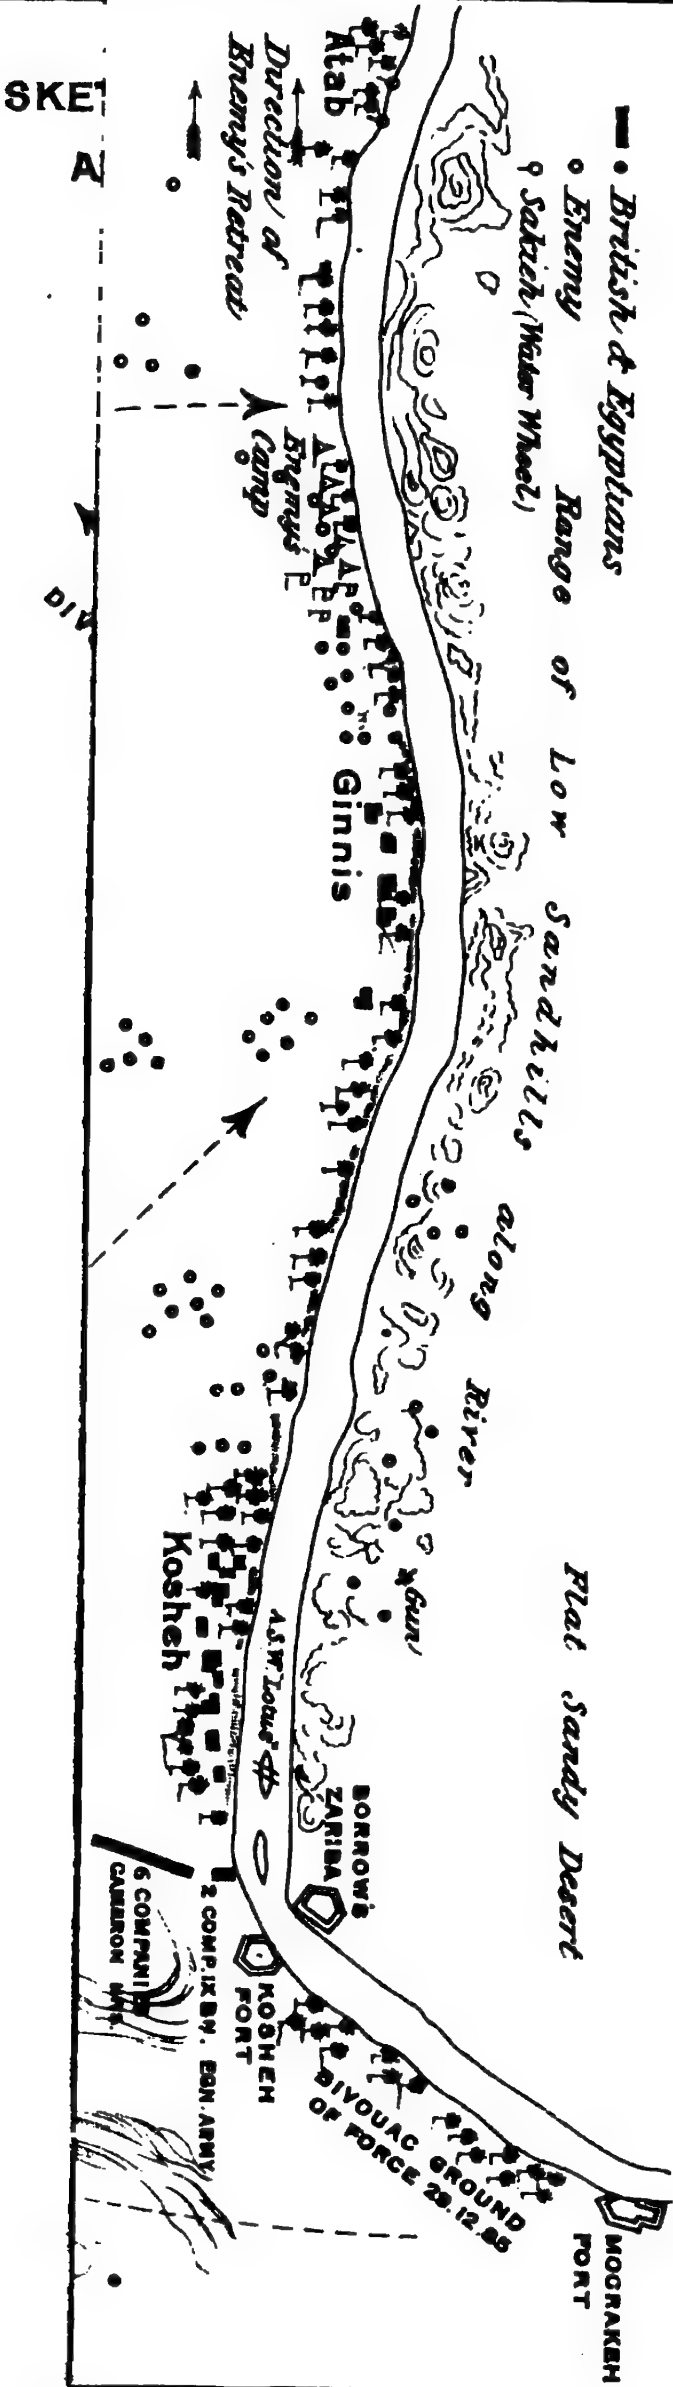 SKE
A
British & Egyptians
Enemy
Sakieh (Water Wheel)
Range of Low Sandhills along River
Flat Sandy Desert
Atab
Direction of
Enemy's Retreat
Enemy's
Camp
DIV.
Ginnis
Kosheh
A.S.W. "Lotus"
Gun
BORROW'S
ZARIBA
2 COMP. IX BN. EGN. ARMY
6 COMPANIES
CAMERON
KOSHEH
FORT
BIVOUAC GROUND
OF FORCE 29.12.85
MOGRAKEH
FORT